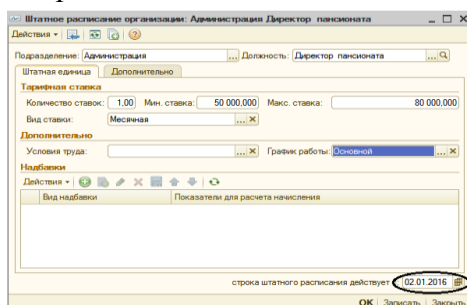 Штатное расписание организации: Администрация Директор пансионата
Действия
Подразделение: Администрация ... Должность: Директор пансионата ...
Штатная единица Дополнительно
Тарифная ставка
Количество ставок: 1,00 Мин. ставка: 50 000,000 Макс. ставка: 80 000,000
Вид ставки: Месячная ...
Дополнительно
Условия труда: ... График работы: Основной ...
Надбавки
Действия
Вид надбавки Показатели для расчета начисления
строка штатного расписания действует 02.01.2016
OK Записать Закрыть